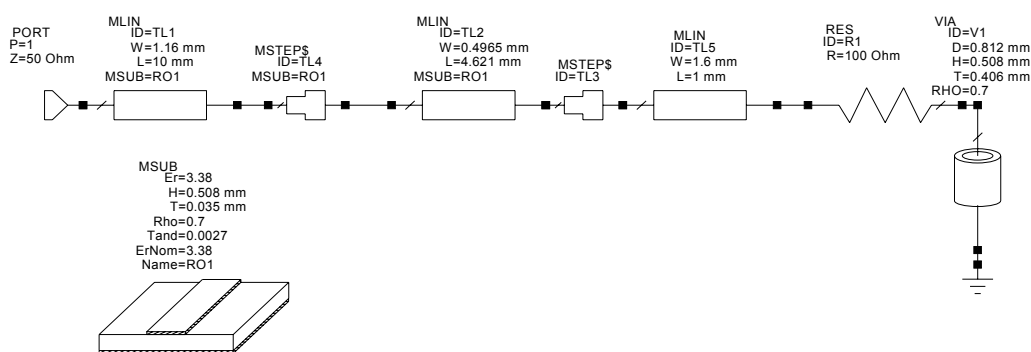 PORT
P=1
Z=50 Ohm
MLIN
ID=TL1
W=1.16 mm
L=10 mm
MSUB=RO1
MSTEP$
ID=TL4
MSUB=RO1
MLIN
ID=TL2
W=0.4965 mm
L=4.621 mm
MSUB=RO1
MSTEP$
ID=TL3
MLIN
ID=TL5
W=1.6 mm
L=1 mm
RES
ID=R1
R=100 Ohm
VIA
ID=V1
D=0.812 mm
H=0.508 mm
T=0.406 mm
RHO=0.7
MSUB
Er=3.38
H=0.508 mm
T=0.035 mm
Rho=0.7
Tand=0.0027
ErNom=3.38
Name=RO1